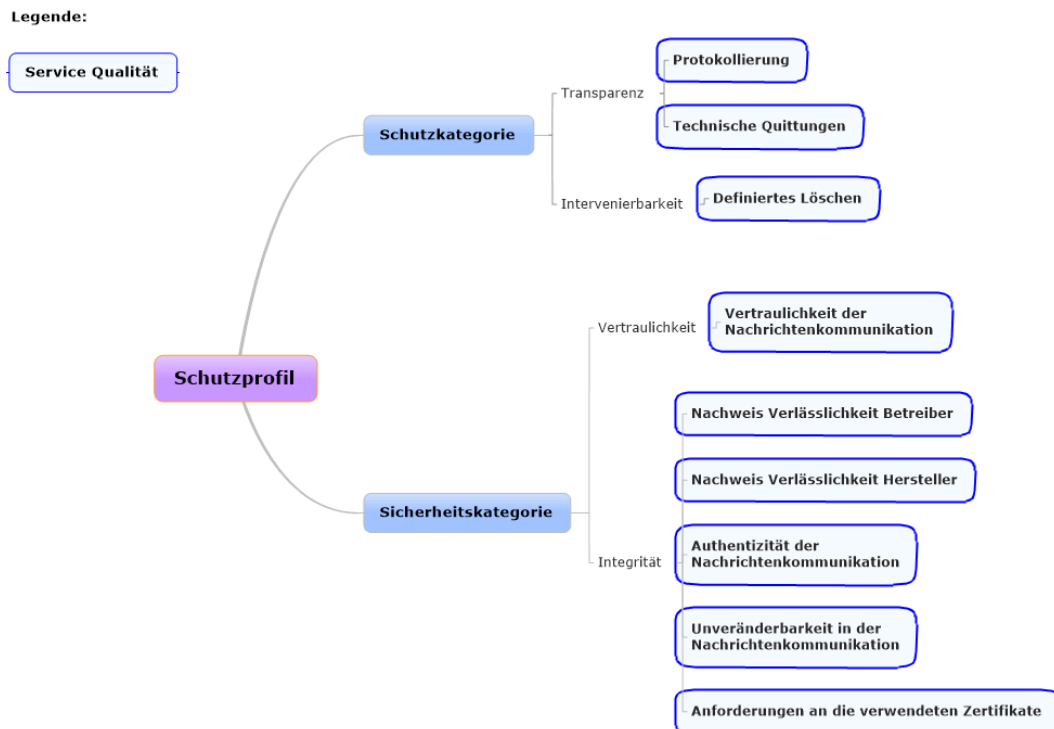 Legende:
Service Qualität
Schutzprofil
Schutzkategorie
Transparenz
Protokollierung
Technische Quittungen
Intervenierbarkeit
Definiertes Löschen
Sicherheitskategorie
Vertraulichkeit
Vertraulichkeit der
Nachrichtenkommunikation
Integrität
Nachweis Verlässlichkeit Betreiber
Nachweis Verlässlichkeit Hersteller
Authentizität der
Nachrichtenkommunikation
Unveränderbarkeit in der
Nachrichtenkommunikation
Anforderungen an die verwendeten Zertifikate